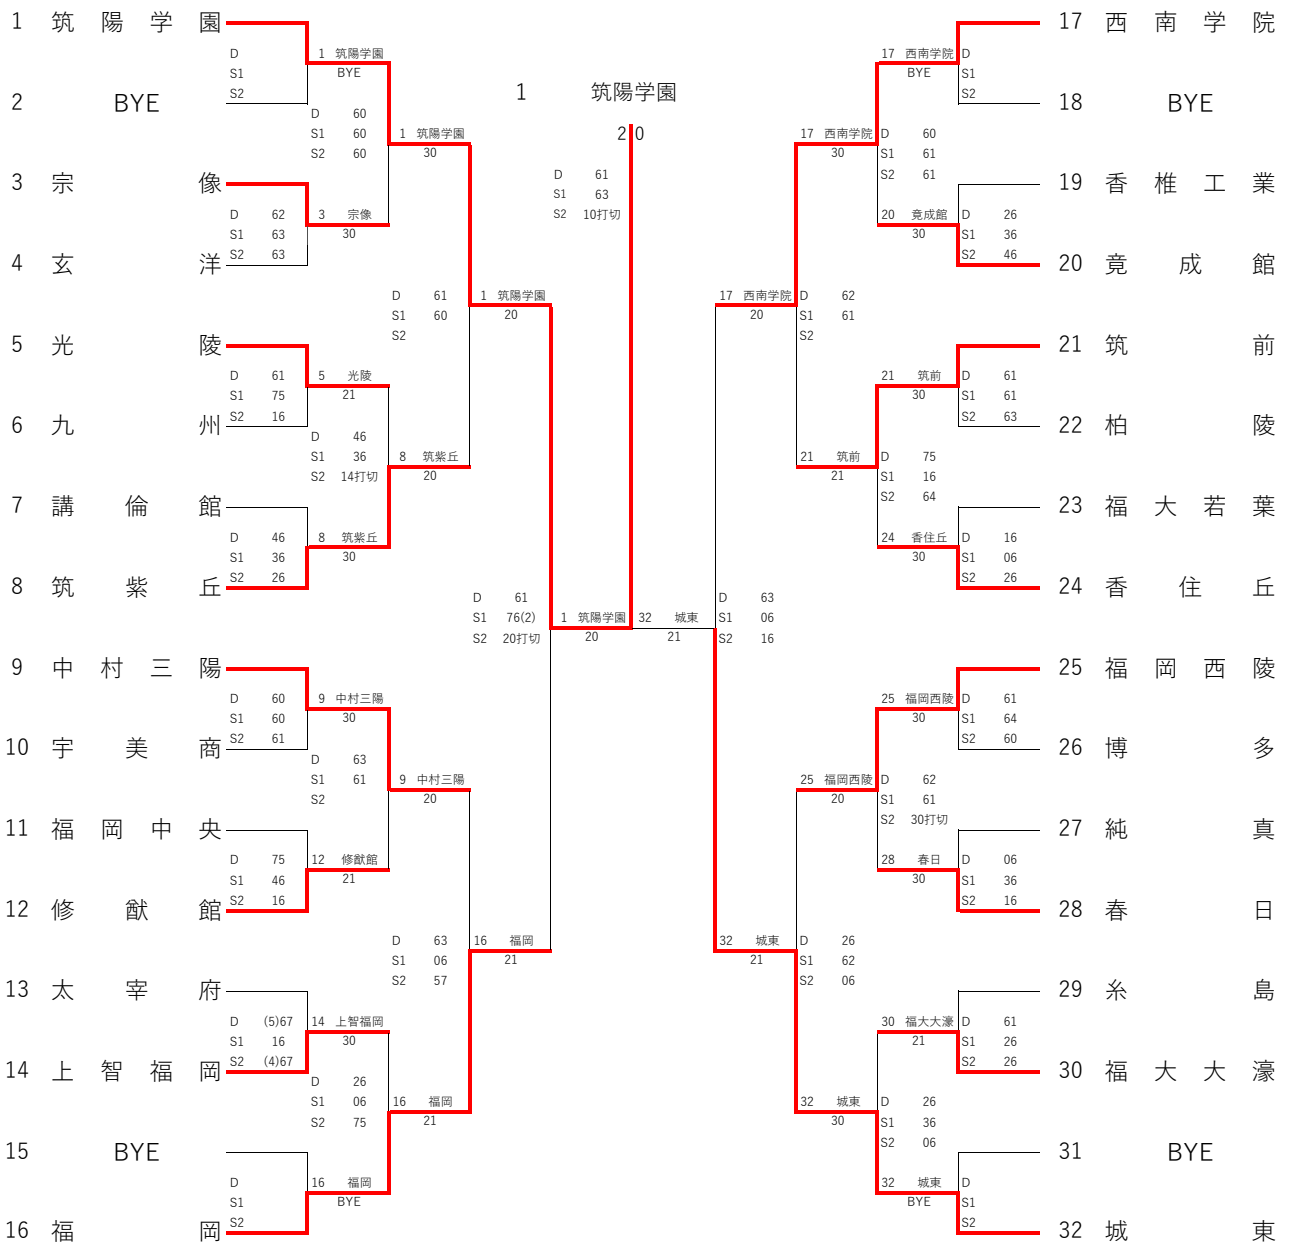 1 筑陽学園
D
S1
S2
1 筑陽学園
BYE
2 BYE
D 60
S1 60
S2 60
1 筑陽学園
30
3 宗像
D 62
S1 63
S2 63
3 宗像
30
4 玄洋
D 61
S1 60
S2
1 筑陽学園
20
5 光陵
D 61
S1 75
S2 16
5 光陵
21
6 九州
D 46
S1 36
S2 14打切
8 筑紫丘
20
7 講倫館
D 46
S1 36
S2 26
8 筑紫丘
30
8 筑紫丘
D 61
S1 76(2)
S2 20打切
1 筑陽学園
20
9 中村三陽
D 60
S1 60
S2 61
9 中村三陽
30
10 宇美商
D 63
S1 61
S2
9 中村三陽
20
11 福岡中央
D 75
S1 46
S2 16
12 修猷館
21
12 修猷館
D 63
S1 06
S2 57
16 福岡
21
13 太宰府
D (5)67
S1 16
S2 (4)67
14 上智福岡
30
14 上智福岡
D 26
S1 06
S2 75
16 福岡
21
15 BYE
D
S1
S2
16 福岡
BYE
16 福岡
1 筑陽学園
2 0
D 61
S1 63
S2 10打切
17 西南学院
17 西南学院
BYE
D
S1
S2
18 BYE
17 西南学院
30
D 60
S1 61
S2 61
19 香椎工業
20 竟成館
30
D 26
S1 36
S2 46
20 竟成館
17 西南学院
20
D 62
S1 61
S2
21 筑前
21 筑前
30
D 61
S1 61
S2 63
22 柏陵
21 筑前
21
D 75
S1 16
S2 64
23 福大若葉
24 香住丘
30
D 16
S1 06
S2 26
24 香住丘
32 城東
21
D 63
S1 06
S2 16
25 福岡西陵
25 福岡西陵
30
D 61
S1 64
S2 60
26 博多
25 福岡西陵
20
D 62
S1 61
S2 30打切
27 純真
28 春日
30
D 06
S1 36
S2 16
28 春日
32 城東
21
D 26
S1 62
S2 06
29 糸島
30 福大大濠
21
D 61
S1 26
S2 26
30 福大大濠
32 城東
30
D 26
S1 36
S2 06
31 BYE
32 城東
BYE
D
S1
S2
32 城東